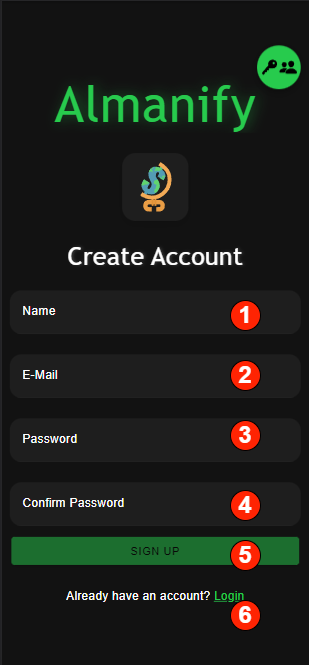 Almanify
Create Account
Name 1
E-Mail 2
Password 3
Confirm Password 4
SIGN UP 5
Already have an account? Login
6